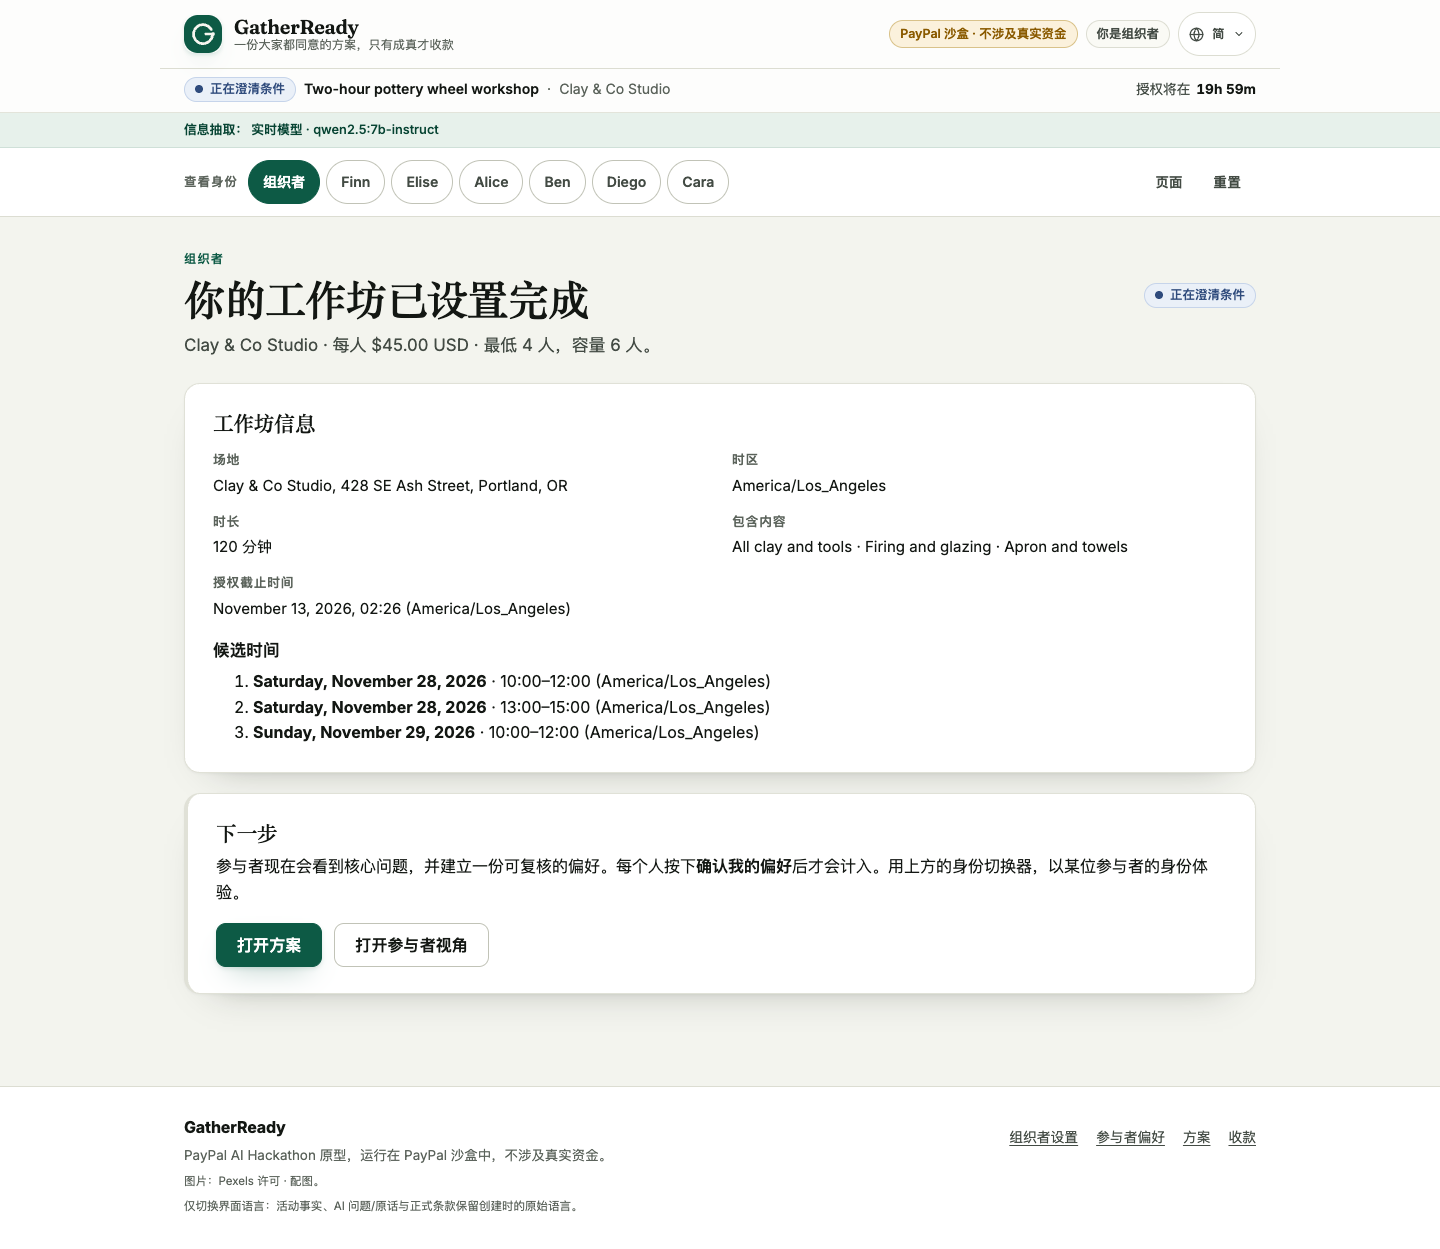 GatherReady
一份大家都同意的方案，只有成真才收款
PayPal 沙盒 · 不涉及真实资金
你是组织者
简
正在澄清条件
Two-hour pottery wheel workshop · Clay & Co Studio
授权将在 19h 59m
信息抽取： 实时模型 · qwen2.5:7b-instruct
查看身份
组织者
Finn
Elise
Alice
Ben
Diego
Cara
页面
重置
组织者
你的工作坊已设置完成
正在澄清条件
Clay & Co Studio · 每人 $45.00 USD · 最低 4 人，容量 6 人。
工作坊信息
场地
Clay & Co Studio, 428 SE Ash Street, Portland, OR
时区
America/Los_Angeles
时长
120 分钟
包含内容
All clay and tools · Firing and glazing · Apron and towels
授权截止时间
November 13, 2026, 02:26 (America/Los_Angeles)
候选时间
1. Saturday, November 28, 2026 · 10:00–12:00 (America/Los_Angeles)
2. Saturday, November 28, 2026 · 13:00–15:00 (America/Los_Angeles)
3. Sunday, November 29, 2026 · 10:00–12:00 (America/Los_Angeles)
下一步
参与者现在会看到核心问题，并建立一份可复核的偏好。每个人按下确认我的偏好后才会计入。用上方的身份切换器，以某位参与者的身份体
验。
打开方案
打开参与者视角
GatherReady
PayPal AI Hackathon 原型，运行在 PayPal 沙盒中，不涉及真实资金。
图片：Pexels 许可 · 配图。
仅切换界面语言：活动事实、AI 问题/原话与正式条款保留创建时的原始语言。
组织者设置
参与者偏好
方案
收款